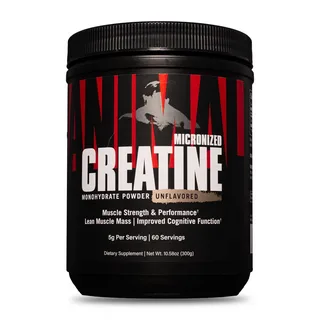 ANIMAL
MICRONIZED
CREATINE
MONOHYDRATE POWDER UNFLAVORED
Muscle Strength & Performance†
Lean Muscle Mass | Improved Cognitive Function†
5g Per Serving | 60 Servings
Dietary Supplement | Net Wt. 10.58oz (300g)